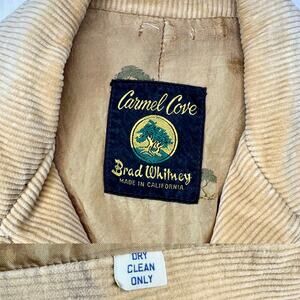 Carmel Cove
Brad Whitney
MADE IN CALIFORNIA
DRY
CLEAN
ONLY